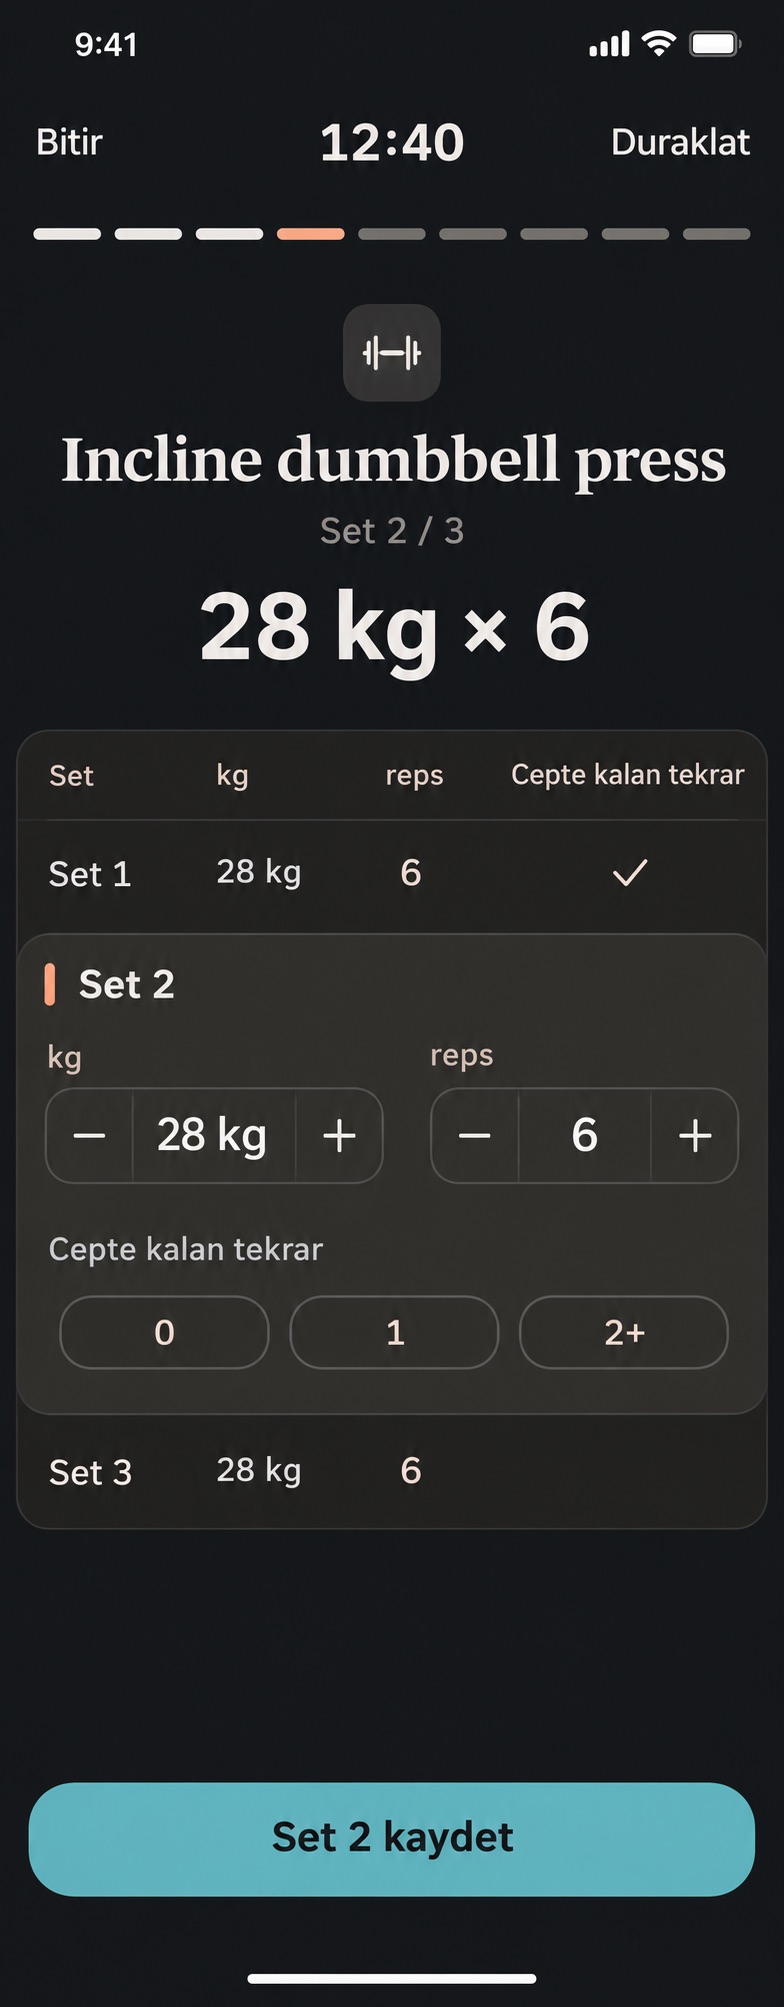 9:41
Bitir 12:40 Duraklat
Incline dumbbell press
Set 2 / 3
28 kg × 6
Set kg reps Cepte kalan tekrar
Set 1 28 kg 6 ✓
Set 2
kg reps
− 28 kg + − 6 +
Cepte kalan tekrar
0 1 2+
Set 3 28 kg 6
Set 2 kaydet